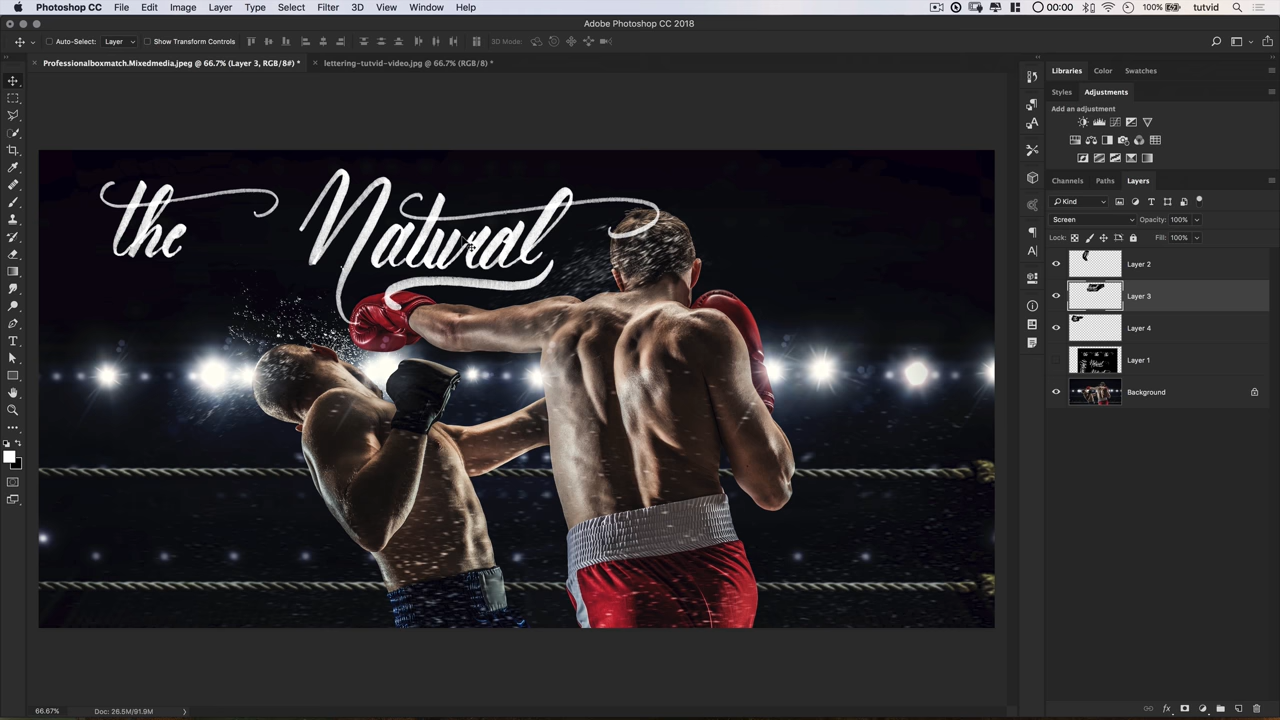 Photoshop CC File Edit Image Layer Type Select Filter 3D View Window Help 00:00 100% tutvid
Adobe Photoshop CC 2018
Auto-Select: Layer Show Transform Controls 3D Mode:
Professionalboxmatch.Mixedmedia.jpeg @ 66.7% (Layer 3, RGB/8#) * lettering-tutvid-video.jpg @ 66.7% (RGB/8) *
Libraries Color Swatches
Styles Adjustments
Add an adjustment
Channels Paths Layers
Kind
Screen Opacity: 100%
Lock: Fill: 100%
Layer 2
Layer 3
Layer 4
Layer 1
Background
the Natural
66.67% Doc: 26.5M/91.9M